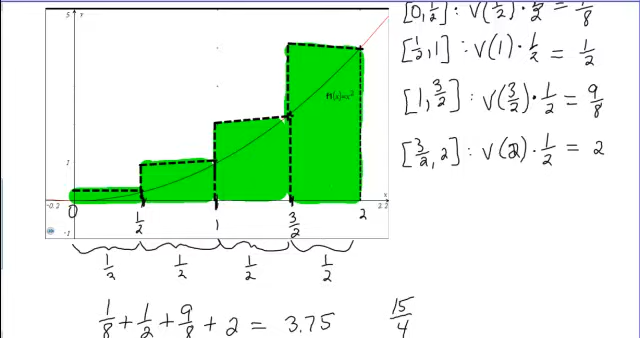 [0, 1/2] : V(1/2) · 1/2 = 1/8
[1/2, 1] : V(1) · 1/2 = 1/2
[1, 3/2] : V(3/2) · 1/2 = 9/8
[3/2, 2] : V(2) · 1/2 = 2
5 y
(x)=x²
1
x
-0.2 0 1/2 1 3/2 2 2.2
-1
1/2 1/2 1/2 1/2
1/8 + 1/2 + 9/8 + 2 = 3.75 15/4